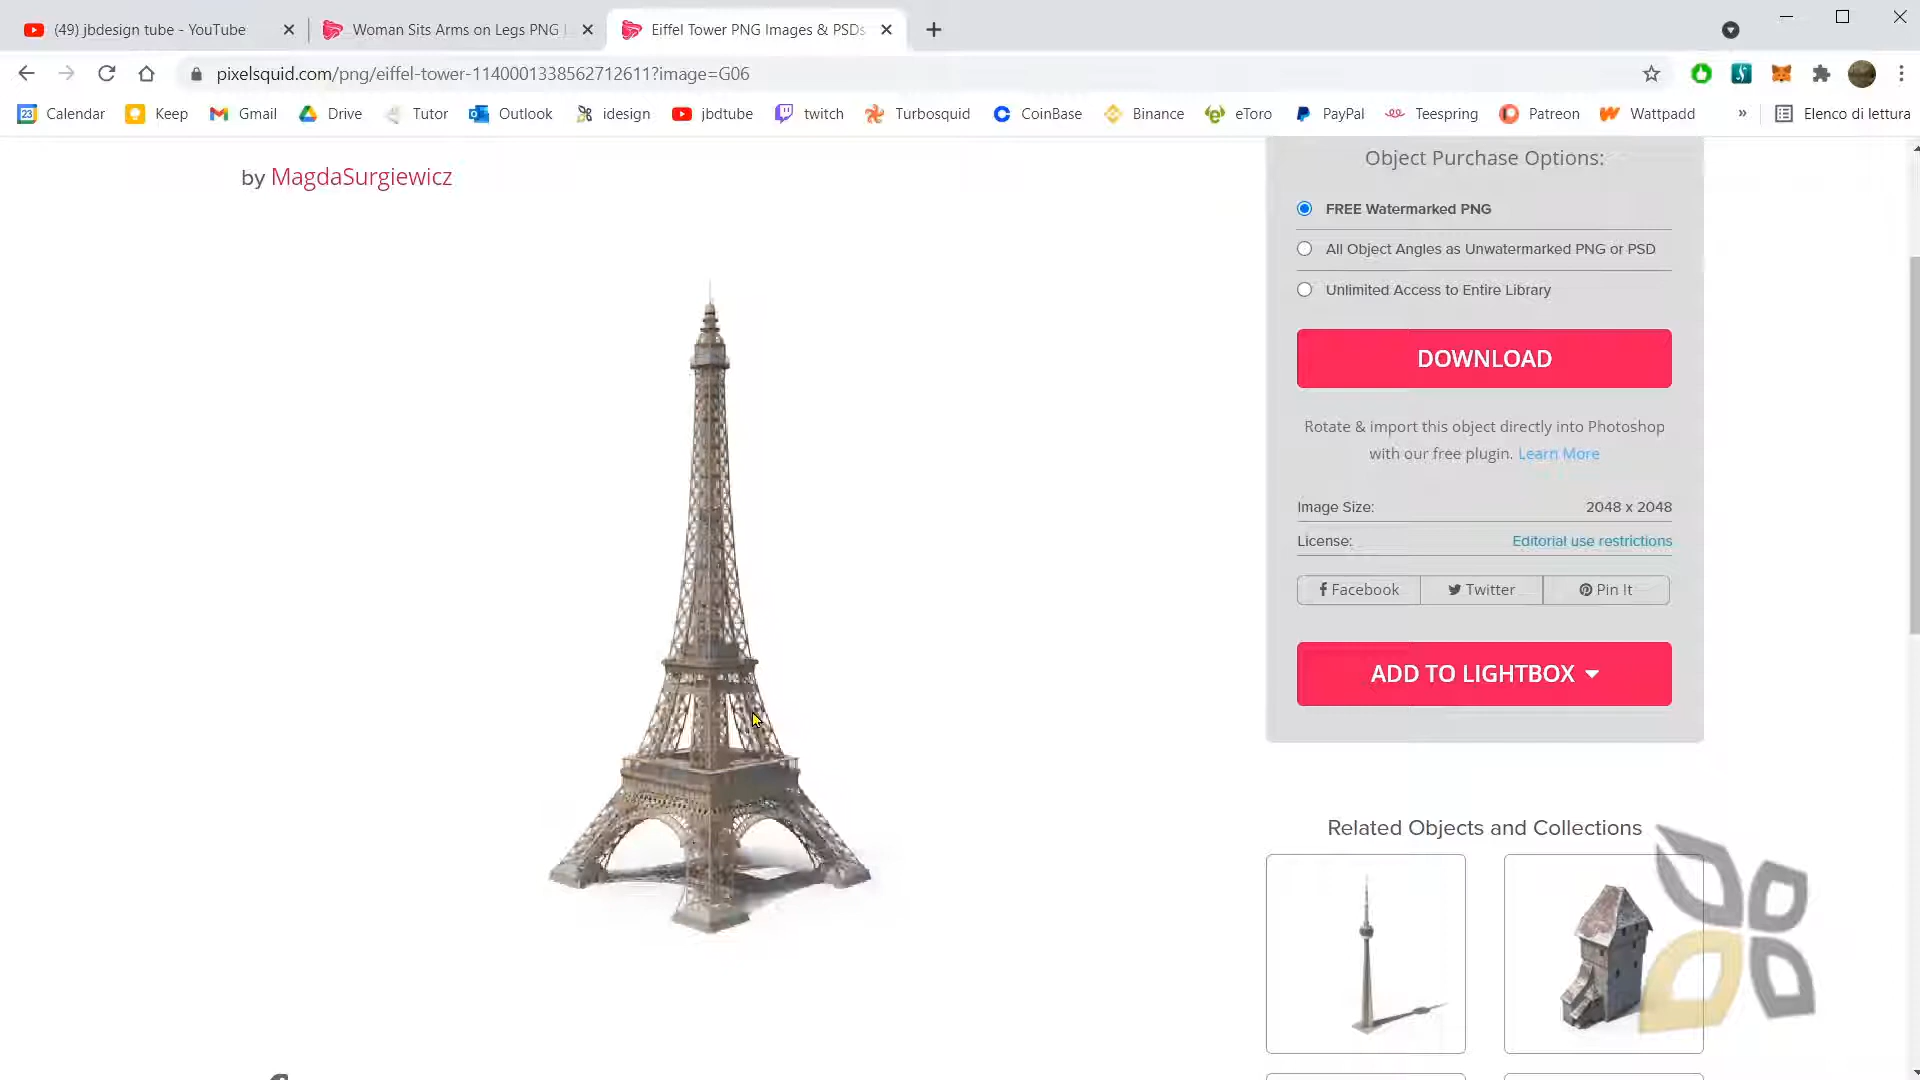 (49) jbdesign tube - YouTube
Woman Sits Arms on Legs PNG
Eiffel Tower PNG Images & PSDs
pixelsquid.com/png/eiffel-tower-1140001338562712611?image=G06
23 Calendar Keep Gmail Drive Tutor Outlook idesign jbdtube twitch Turbosquid CoinBase Binance eToro PayPal Teespring Patreon Wattpadd » Elenco di lettura
by MagdaSurgiewicz
Object Purchase Options:
FREE Watermarked PNG
All Object Angles as Unwatermarked PNG or PSD
Unlimited Access to Entire Library
DOWNLOAD
Rotate & import this object directly into Photoshop
with our free plugin. Learn More
Image Size: 2048 x 2048
License: Editorial use restrictions
Facebook Twitter Pin It
ADD TO LIGHTBOX
Related Objects and Collections